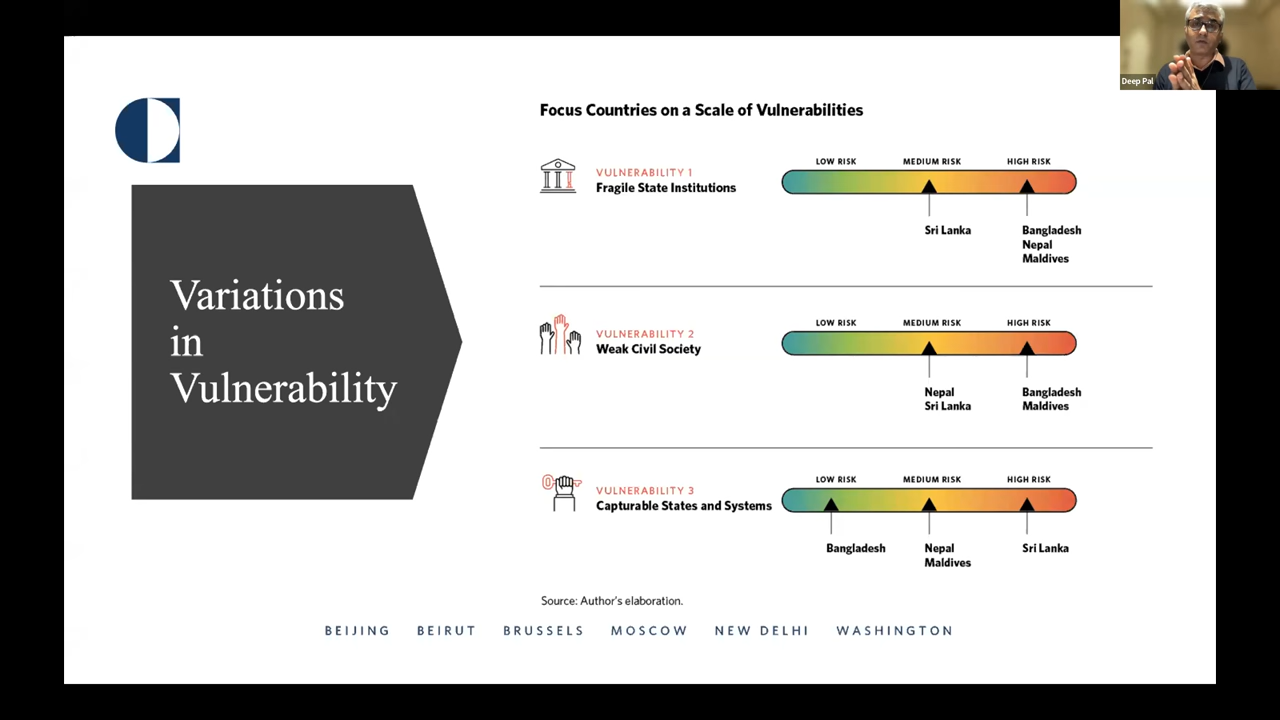 Deep Pal
Variations
in
Vulnerability
Focus Countries on a Scale of Vulnerabilities
VULNERABILITY 1
Fragile State Institutions
LOW RISK MEDIUM RISK HIGH RISK
Sri Lanka
Bangladesh
Nepal
Maldives
VULNERABILITY 2
Weak Civil Society
LOW RISK MEDIUM RISK HIGH RISK
Nepal
Sri Lanka
Bangladesh
Maldives
VULNERABILITY 3
Capturable States and Systems
LOW RISK MEDIUM RISK HIGH RISK
Bangladesh
Nepal
Maldives
Sri Lanka
Source: Author's elaboration.
BEIJING BEIRUT BRUSSELS MOSCOW NEW DELHI WASHINGTON